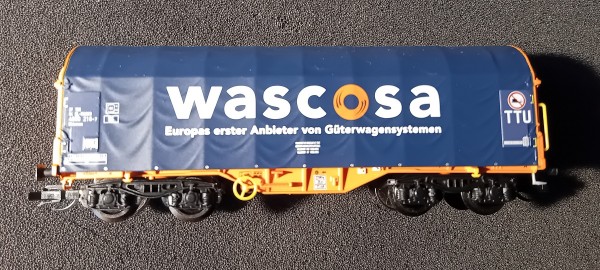 wascosa
Europas erster Anbieter von Güterwagensystemen
TTU